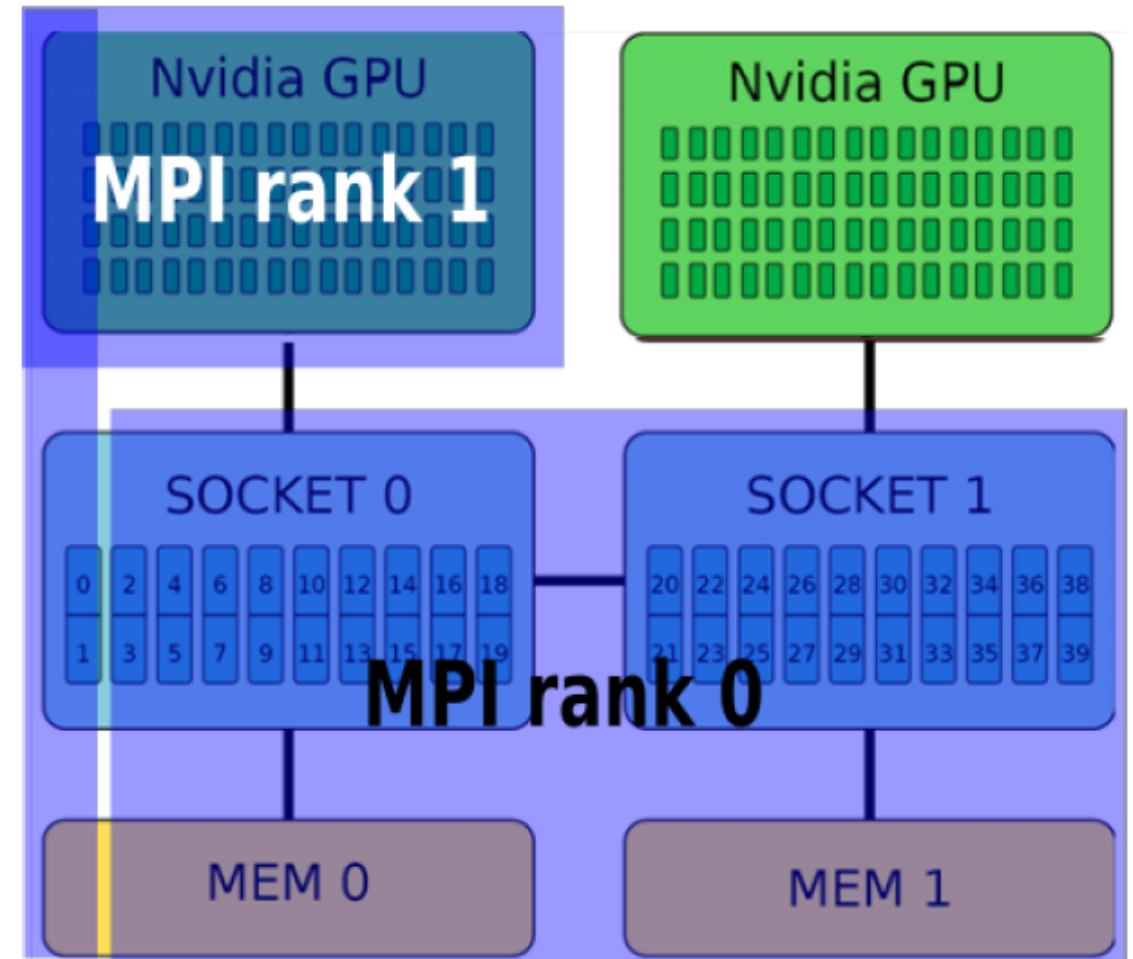 Nvidia GPU
Nvidia GPU
MPI rank 1
SOCKET 0
SOCKET 1
0 2 4 6 8 10 12 14 16 18
20 22 24 26 28 30 32 34 36 38
1 3 5 7 9 11 13 15 17 19
21 23 25 27 29 31 33 35 37 39
MPI rank 0
MEM 0
MEM 1